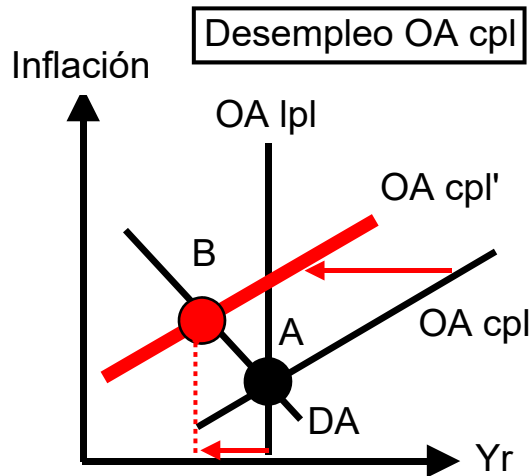 Desempleo OA cpl
Inflación
OA lpl
OA cpl'
B
A
OA cpl
DA
Yr